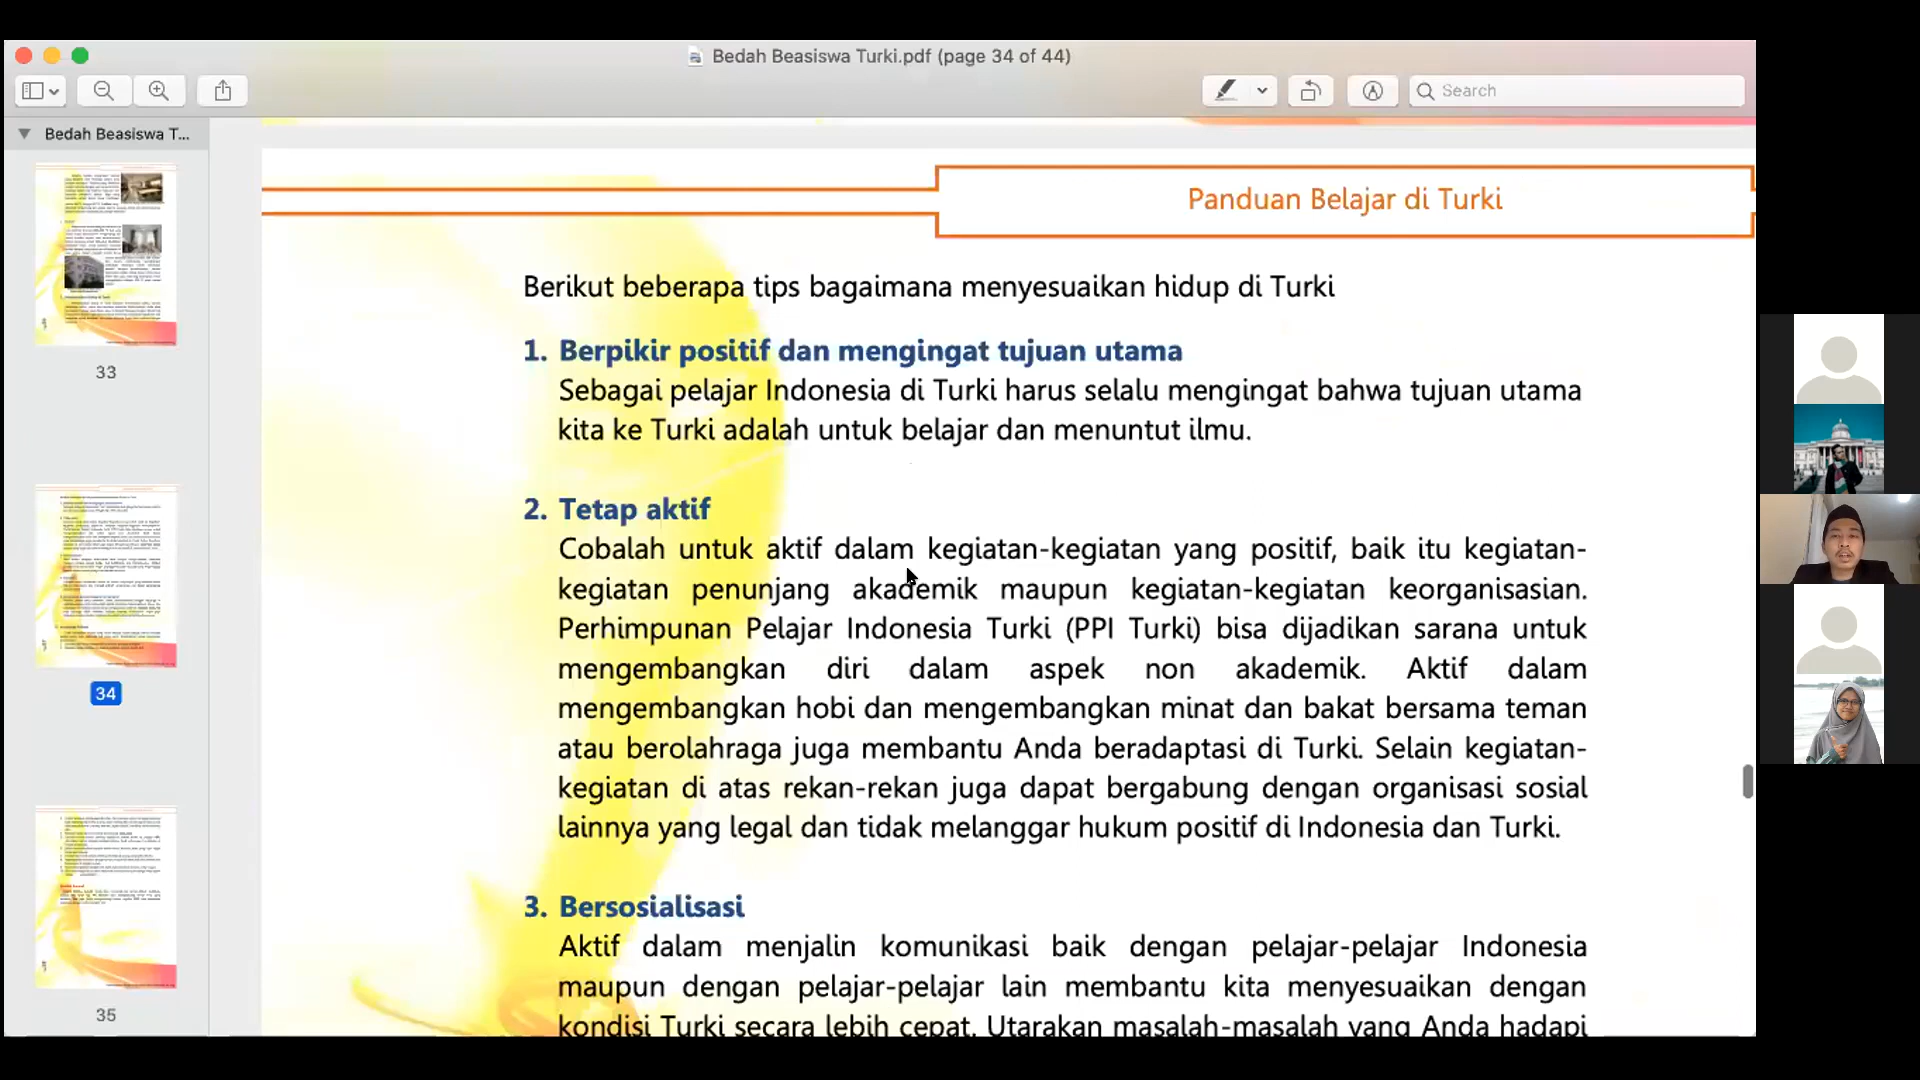 Bedah Beasiswa Turki.pdf (page 34 of 44)
Search
Bedah Beasiswa T...
33
34
35
Panduan Belajar di Turki
Berikut beberapa tips bagaimana menyesuaikan hidup di Turki
1. Berpikir positif dan mengingat tujuan utama
Sebagai pelajar Indonesia di Turki harus selalu mengingat bahwa tujuan utama
kita ke Turki adalah untuk belajar dan menuntut ilmu.
2. Tetap aktif
Cobalah untuk aktif dalam kegiatan-kegiatan yang positif, baik itu kegiatan-
kegiatan penunjang akademik maupun kegiatan-kegiatan keorganisasian.
Perhimpunan Pelajar Indonesia Turki (PPI Turki) bisa dijadikan sarana untuk
mengembangkan diri dalam aspek non akademik. Aktif dalam
mengembangkan hobi dan mengembangkan minat dan bakat bersama teman
atau berolahraga juga membantu Anda beradaptasi di Turki. Selain kegiatan-
kegiatan di atas rekan-rekan juga dapat bergabung dengan organisasi sosial
lainnya yang legal dan tidak melanggar hukum positif di Indonesia dan Turki.
3. Bersosialisasi
Aktif dalam menjalin komunikasi baik dengan pelajar-pelajar Indonesia
maupun dengan pelajar-pelajar lain membantu kita menyesuaikan dengan
kondisi Turki secara lebih cepat. Utarakan masalah-masalah yang Anda hadapi